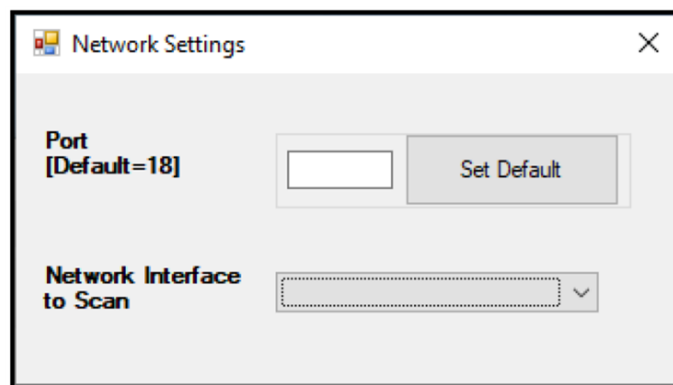 Network Settings
Port
[Default=18]
Set Default
Network Interface
to Scan